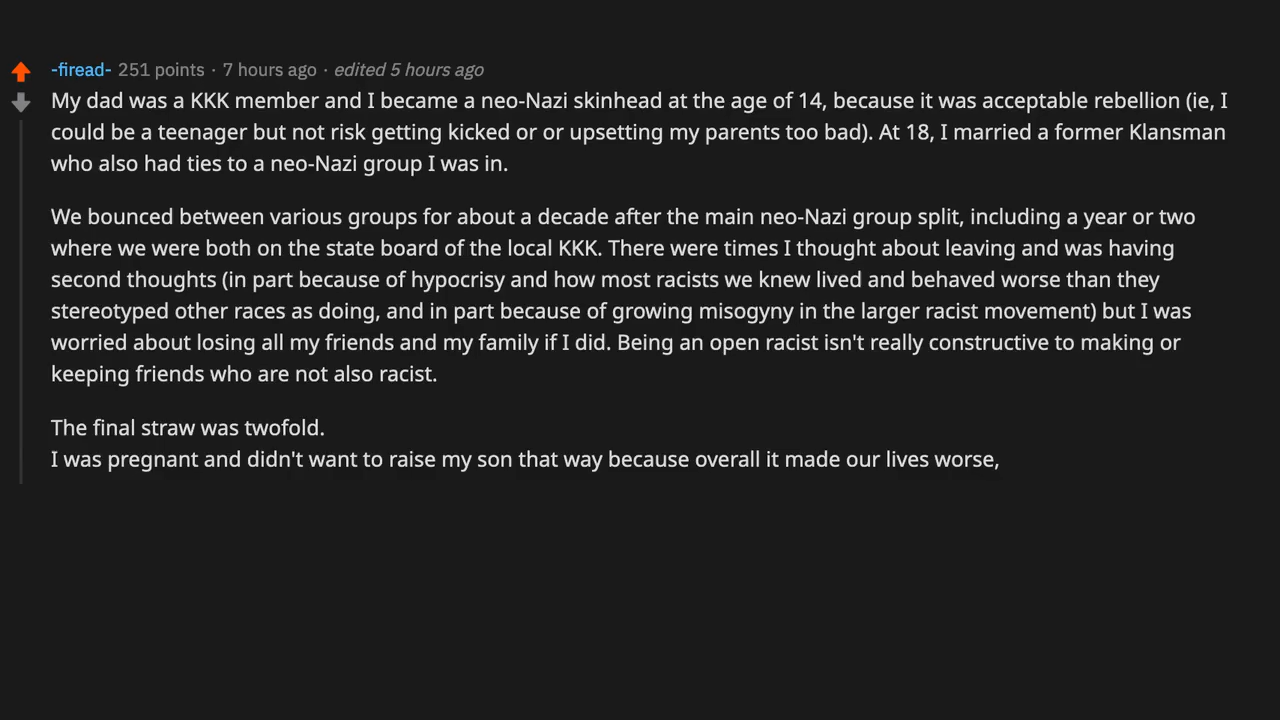 -firead- 251 points · 7 hours ago · edited 5 hours ago
My dad was a KKK member and I became a neo-Nazi skinhead at the age of 14, because it was acceptable rebellion (ie, I
could be a teenager but not risk getting kicked or or upsetting my parents too bad). At 18, I married a former Klansman
who also had ties to a neo-Nazi group I was in.
We bounced between various groups for about a decade after the main neo-Nazi group split, including a year or two
where we were both on the state board of the local KKK. There were times I thought about leaving and was having
second thoughts (in part because of hypocrisy and how most racists we knew lived and behaved worse than they
stereotyped other races as doing, and in part because of growing misogyny in the larger racist movement) but I was
worried about losing all my friends and my family if I did. Being an open racist isn't really constructive to making or
keeping friends who are not also racist.
The final straw was twofold.
I was pregnant and didn't want to raise my son that way because overall it made our lives worse,